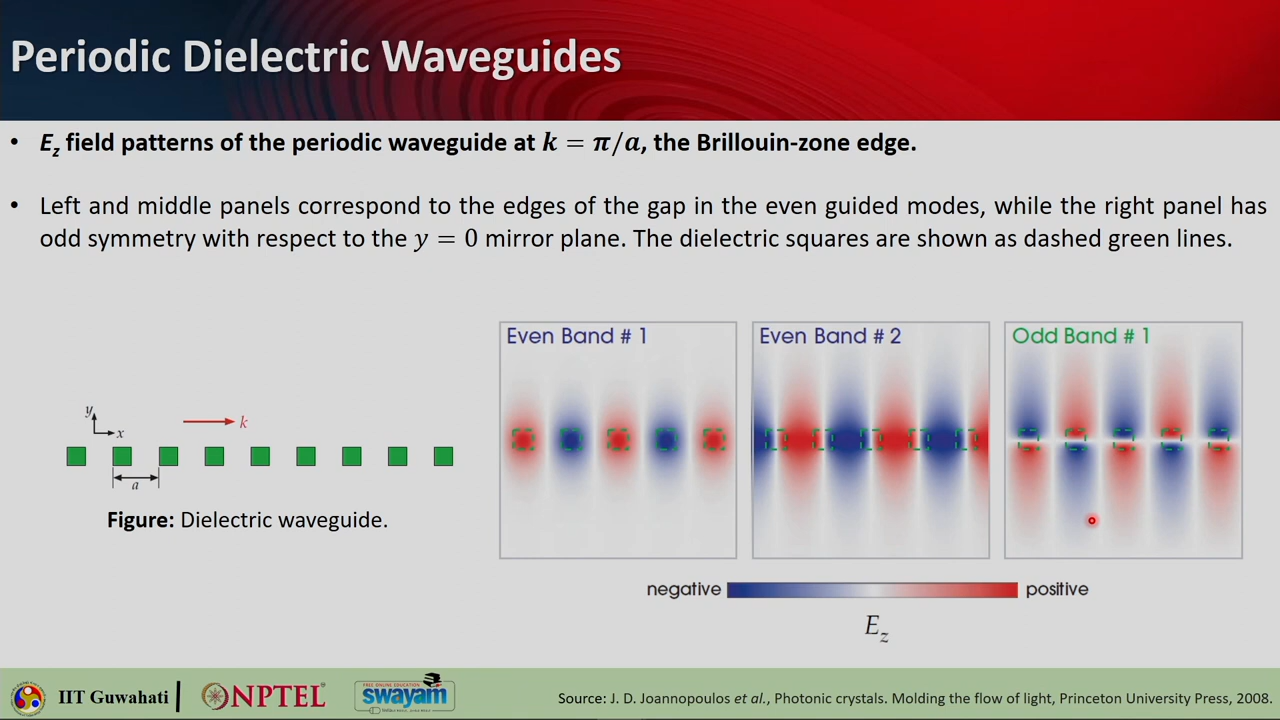 Periodic Dielectric Waveguides
• Ez field patterns of the periodic waveguide at k = π/a, the Brillouin-zone edge.
• Left and middle panels correspond to the edges of the gap in the even guided modes, while the right panel has
odd symmetry with respect to the y = 0 mirror plane. The dielectric squares are shown as dashed green lines.
Even Band # 1
Even Band # 2
Odd Band # 1
y
x
k
a
Figure: Dielectric waveguide.
negative
positive
Ez
IIT Guwahati
NPTEL
FREE ONLINE EDUCATION
swayam
Source: J. D. Joannopoulos et al., Photonic crystals. Molding the flow of light, Princeton University Press, 2008.